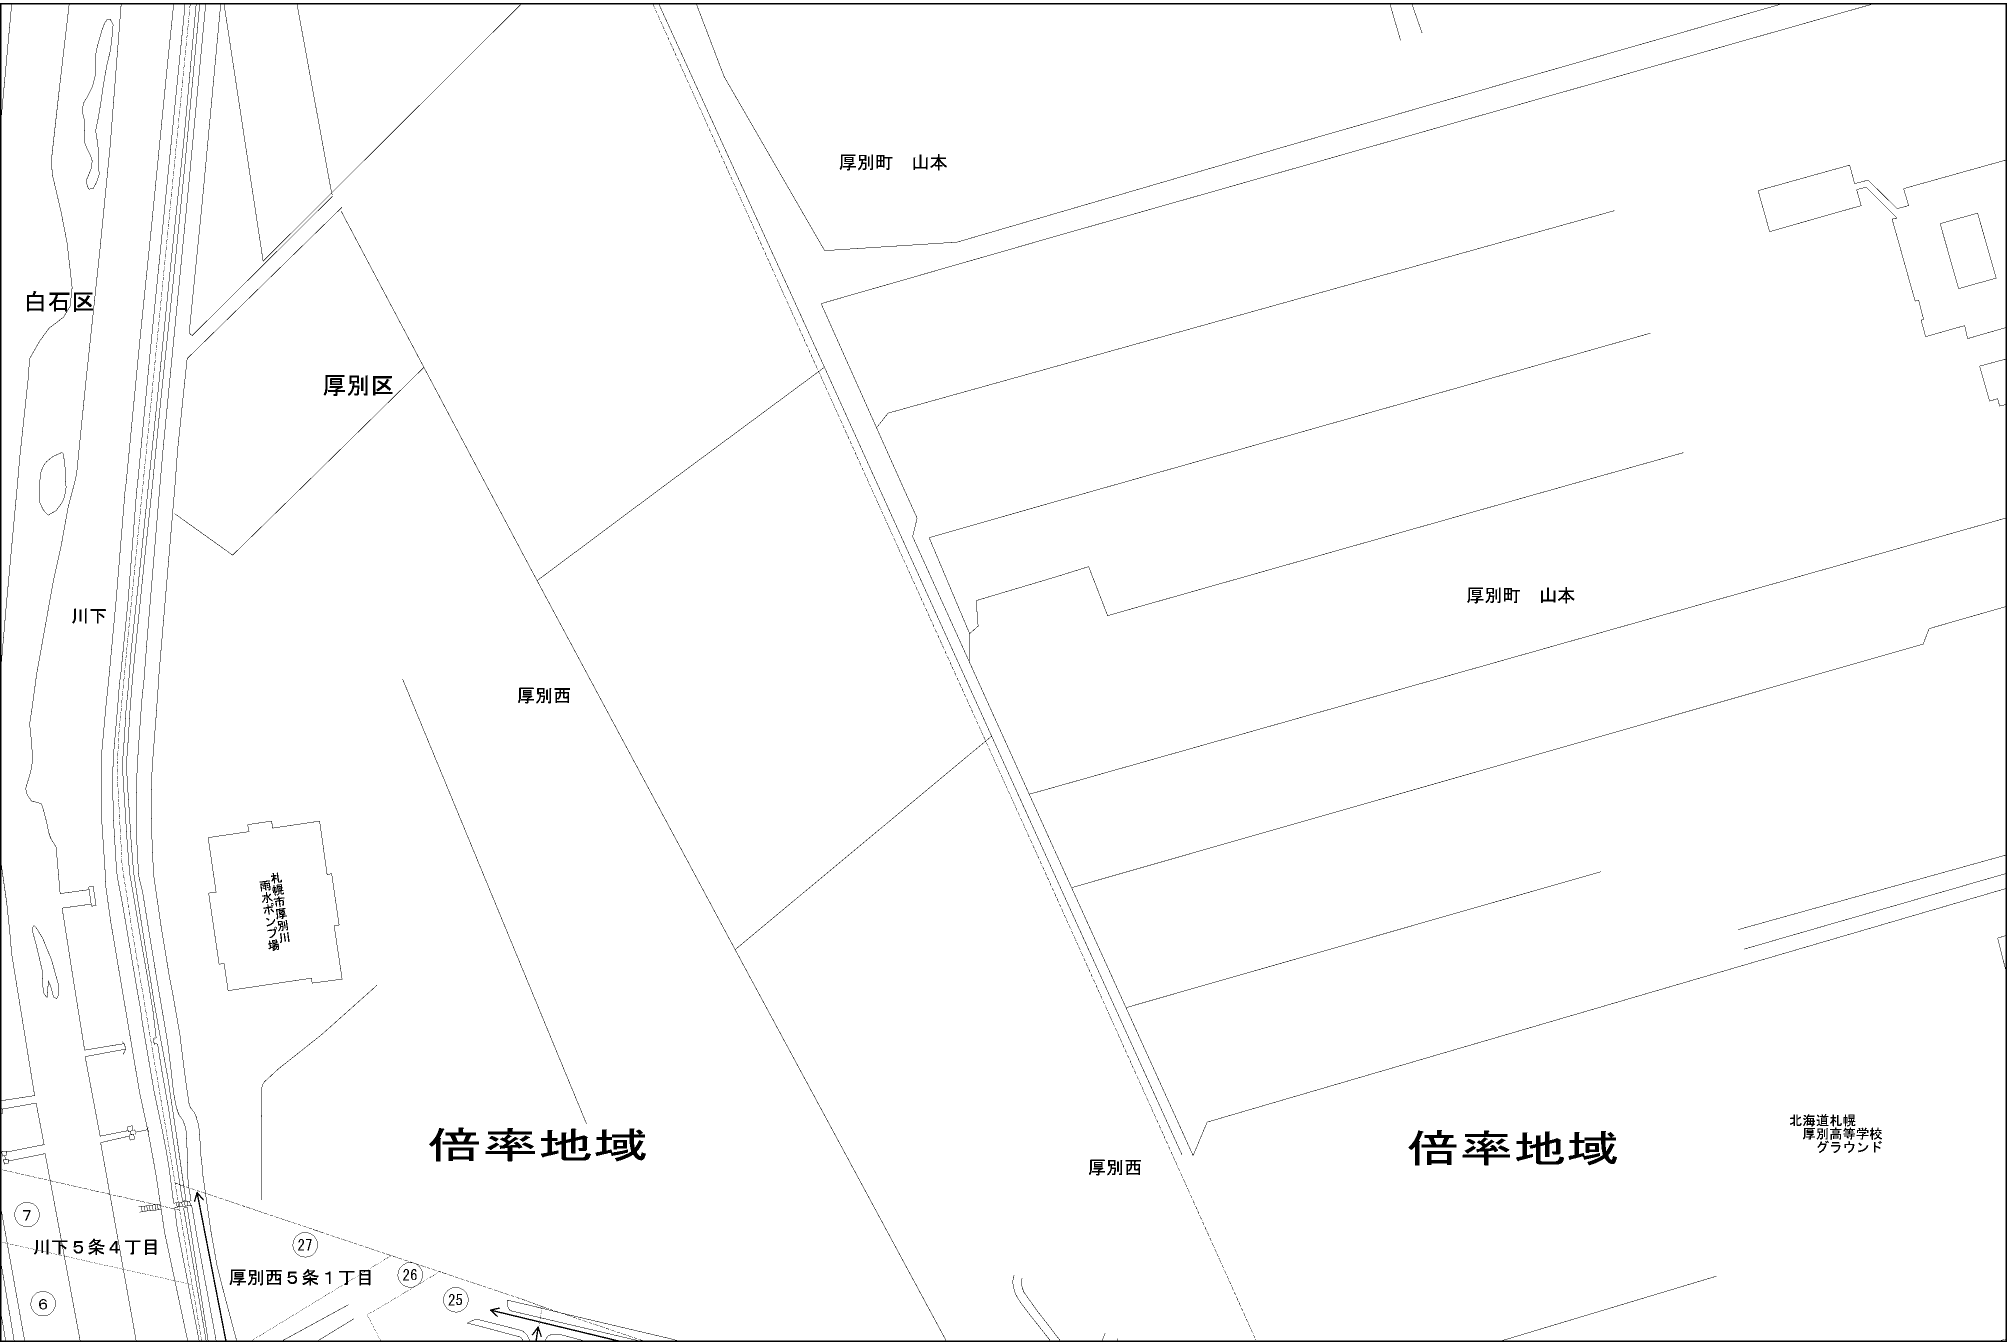 厚別町　山本
白石区
厚別区
厚別町　山本
川下
厚別西
札幌市厚別川
雨水ポンプ場
倍率地域
倍率地域
北海道札幌
厚別高等学校
グラウンド
厚別西
7
川下５条４丁目
27
厚別西５条１丁目
26
25
6